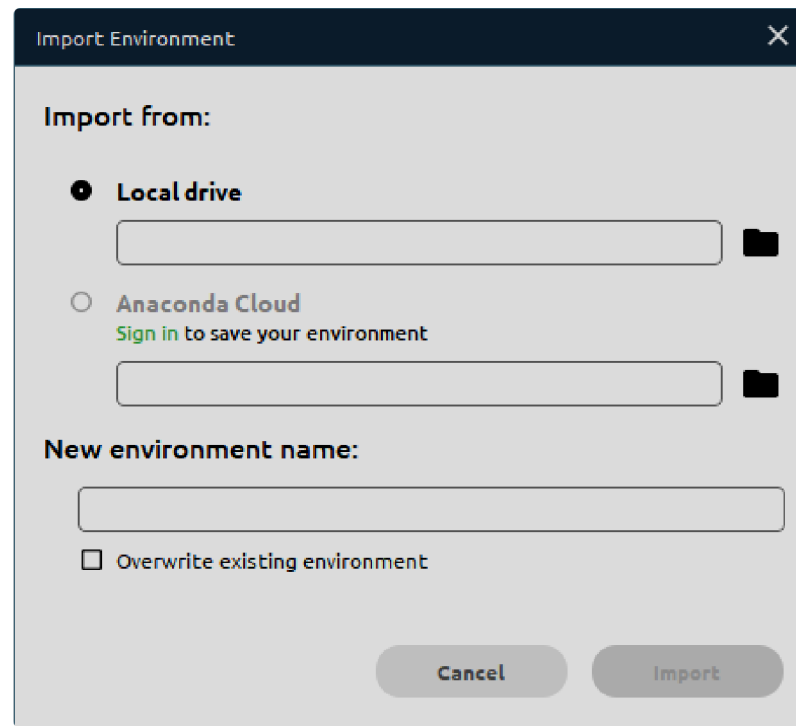 Import Environment
Import from:
Local drive
Anaconda Cloud
Sign in to save your environment
New environment name:
Overwrite existing environment
Cancel
Import